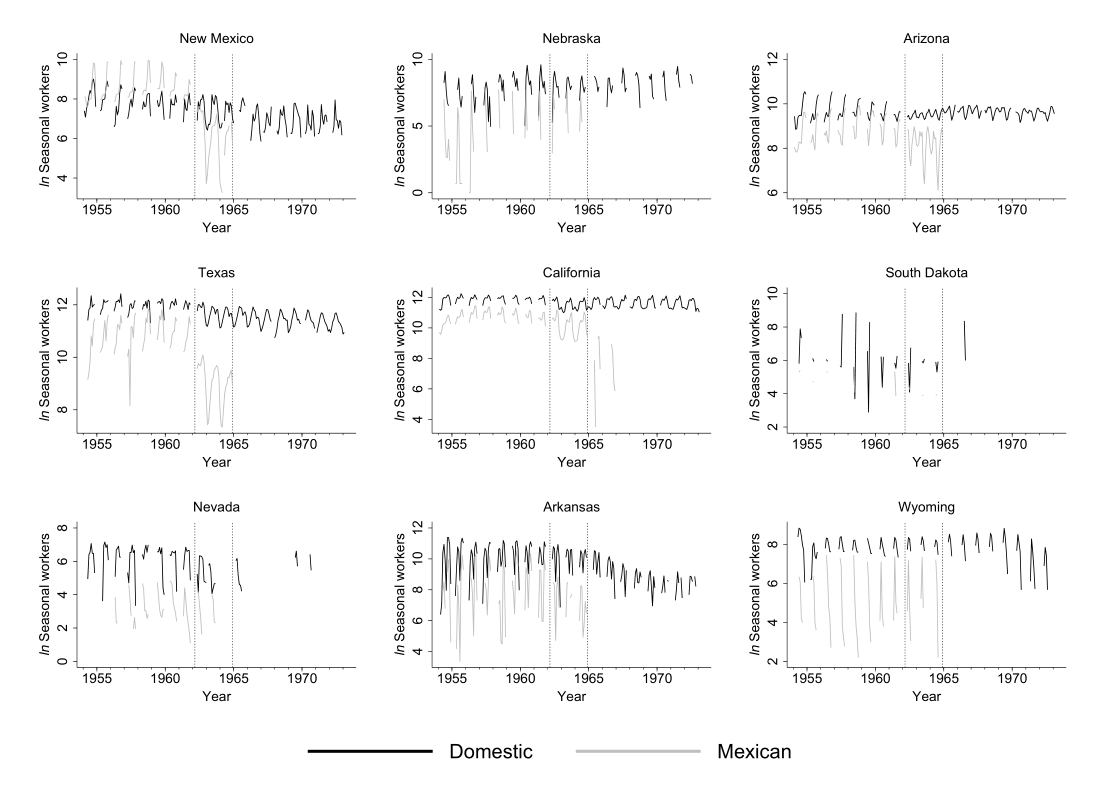 New Mexico
ln Seasonal workers
10
8
6
4
1955 1960 1965 1970
Year
Nebraska
ln Seasonal workers
10
5
0
1955 1960 1965 1970
Year
Arizona
ln Seasonal workers
12
10
8
6
1955 1960 1965 1970
Year
Texas
ln Seasonal workers
12
10
8
1955 1960 1965 1970
Year
California
ln Seasonal workers
12
10
8
6
4
1955 1960 1965 1970
Year
South Dakota
ln Seasonal workers
10
8
6
4
2
1955 1960 1965 1970
Year
Nevada
ln Seasonal workers
8
6
4
2
0
1955 1960 1965 1970
Year
Arkansas
ln Seasonal workers
12
10
8
6
4
1955 1960 1965 1970
Year
Wyoming
ln Seasonal workers
8
6
4
2
1955 1960 1965 1970
Year
Domestic Mexican